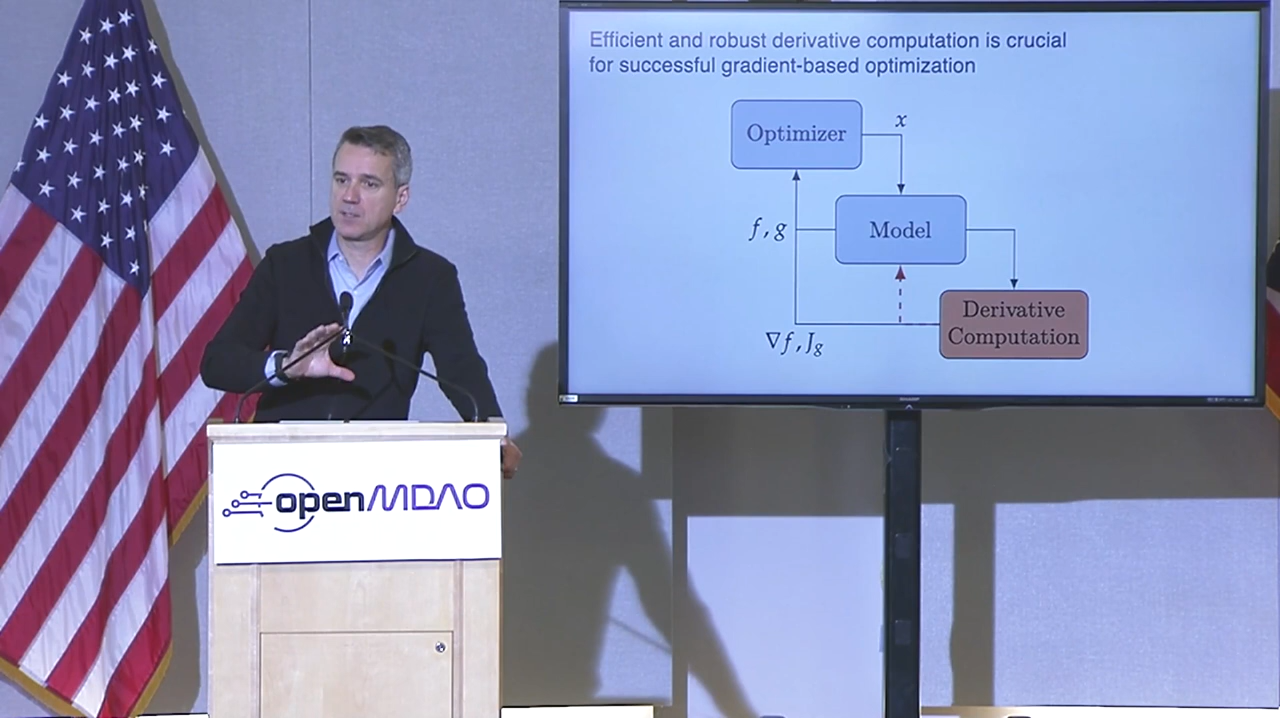 Efficient and robust derivative computation is crucial
for successful gradient-based optimization
Optimizer
x
f, g
Model
Derivative
Computation
∇f, J_g
openMDAO